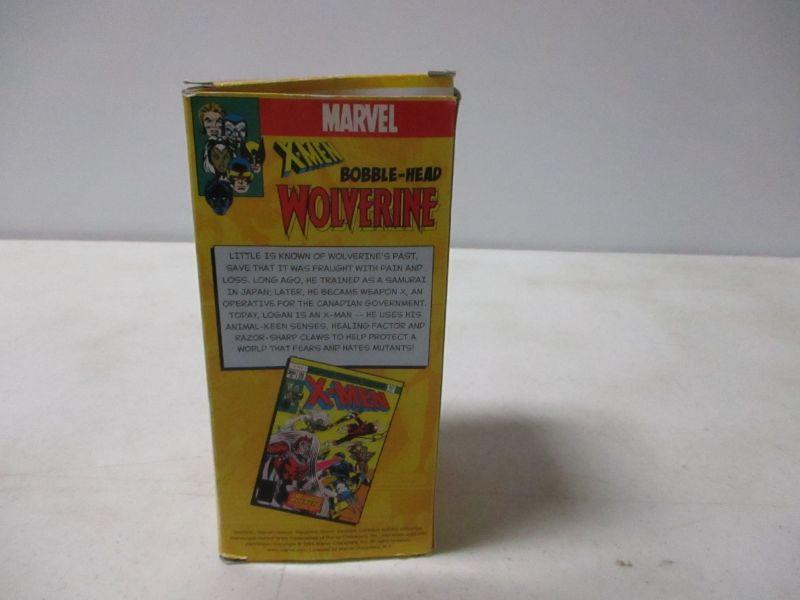 MARVEL
X-MEN
BOBBLE-HEAD
WOLVERINE
LITTLE IS KNOWN OF WOLVERINE'S PAST,
SAVE THAT IT WAS FRAUGHT WITH PAIN AND
LOSS. LONG AGO, HE TRAINED AS A SAMURAI
IN JAPAN; LATER, HE BECAME WEAPON X, AN
OPERATIVE FOR THE CANADIAN GOVERNMENT.
TODAY, LOGAN IS AN X-MAN -- HE USES HIS
ANIMAL-KEEN SENSES, HEALING FACTOR AND
RAZOR-SHARP CLAWS TO HELP PROTECT A
WORLD THAT FEARS AND HATES MUTANTS!
X-MEN